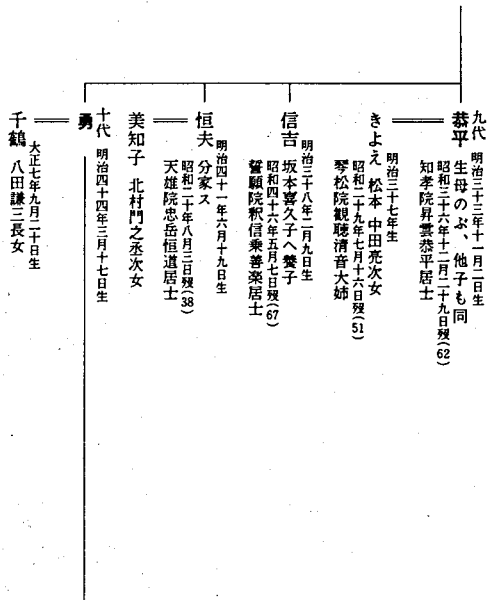 九代
明治三十三年十一月二日生
恭平 生母のぶ、他子も同
昭和三十六年十二月二十九日歿(62)
知孝院昇雲恭平居士
明治三十七年生
きよえ 松本 中田亮次女
昭和二十九年七月十六日歿(51)
琴松院観聴清音大姉
明治三十八年二月九日生
信吉 坂本喜久子へ養子
昭和四十六年五月七日歿(67)
誓願院釈信乗善楽居士
明治四十一年六月十九日生
恒夫 分家ス
昭和二十年八月三日歿(38)
天雄院忠岳恒道居士
美知子 北村門之丞次女
十代
明治四十四年三月十七日生
勇
大正七年九月二十日生
千鶴 八田謙三長女